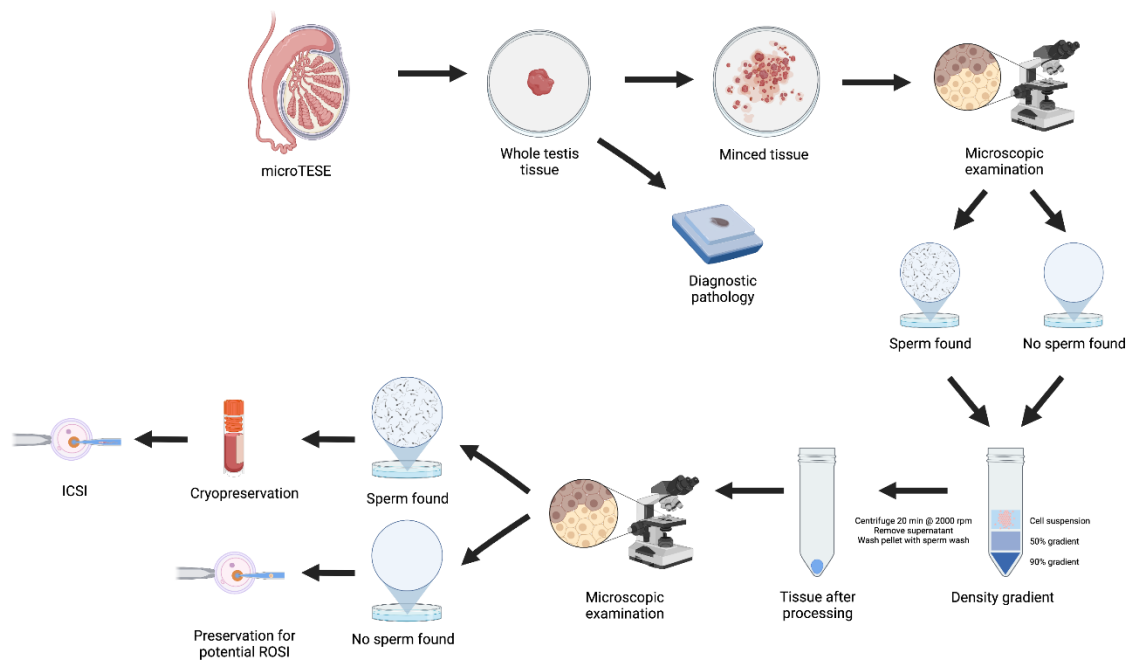 microTESE
Whole testis
tissue
Minced tissue
Microscopic
examination
Diagnostic
pathology
Sperm found
No sperm found
ICSI
Cryopreservation
Sperm found
Centrifuge 20 min @ 2000 rpm
Remove supernatant
Wash pellet with sperm wash
Cell suspension
50% gradient
90% gradient
Microscopic
examination
Tissue after
processing
Density gradient
Preservation for
potential ROSI
No sperm found